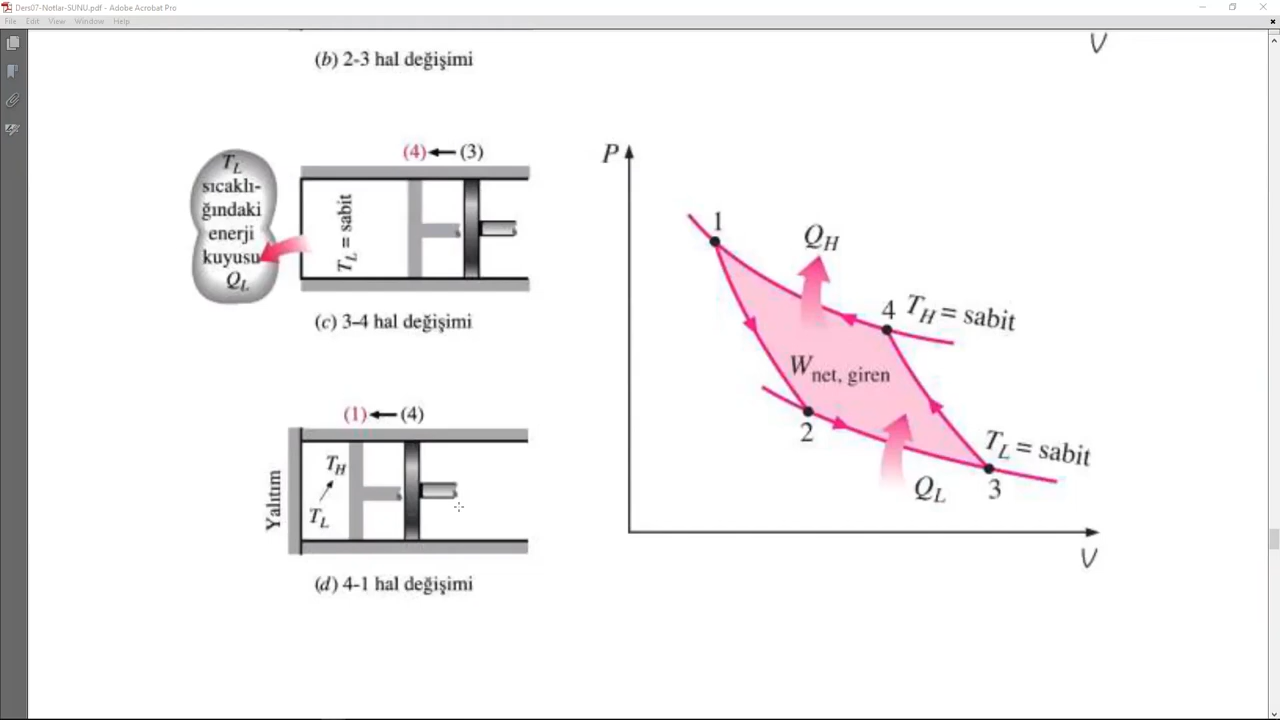 Ders07-Notlar-SUNU.pdf - Adobe Acrobat Pro
File Edit View Window Help
(b) 2-3 hal değişimi
V
(4) (3)
T_L
sıcaklı-
ğındaki
enerji
kuyusu
Q_L
T_L = sabit
(c) 3-4 hal değişimi
(1) (4)
Yalıtım
T_H
T_L
(d) 4-1 hal değişimi
P
1
Q_H
4 T_H = sabit
W_net, giren
2
T_L = sabit
Q_L
3
V